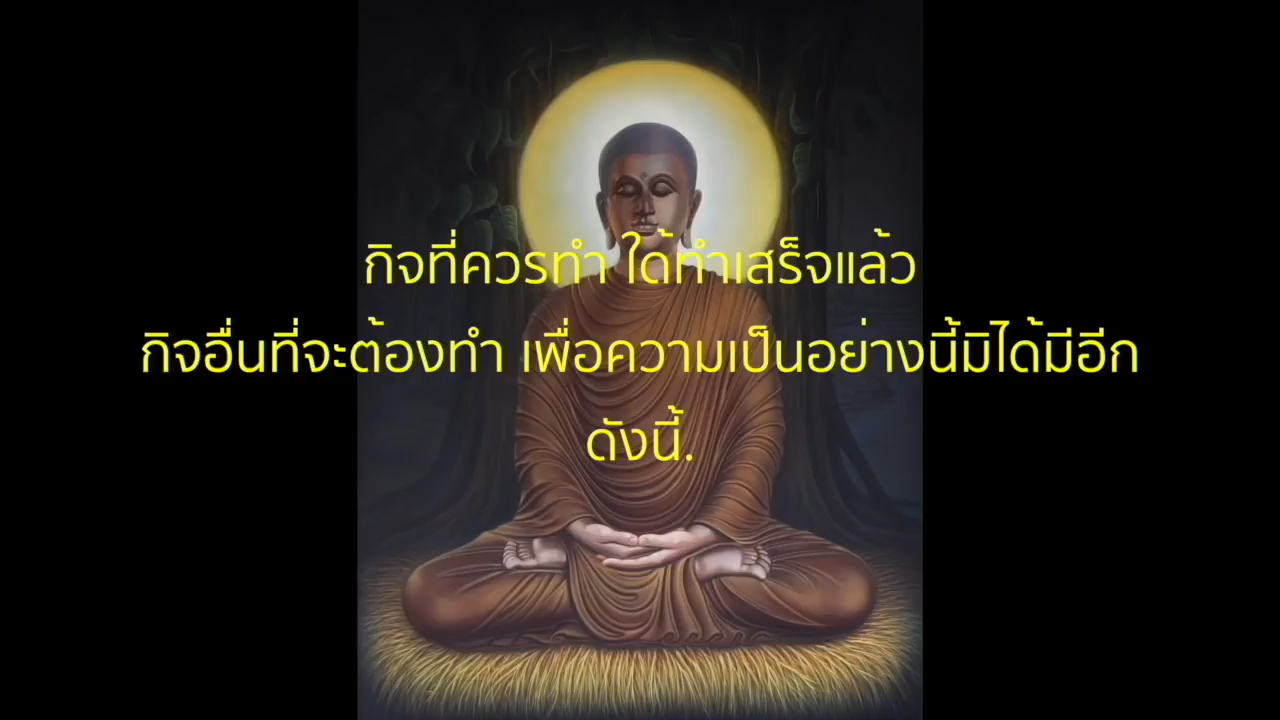 กิจที่ควรทำ ใด้ทำเสร็จแล้ว
กิจอื่นที่จะต้องทำ เพื่อความเป็นอย่างนี้มิได้มีอีก
ดังนี้.